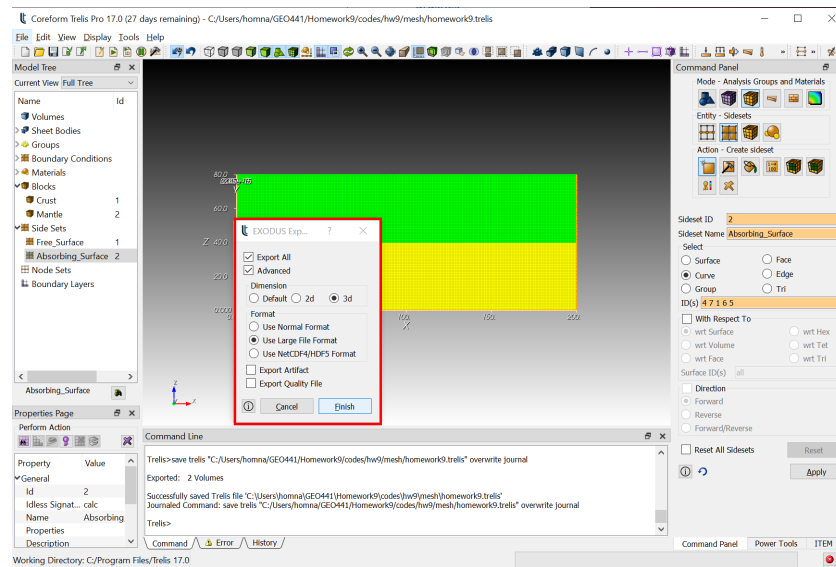 Coreform Trelis Pro 17.0 (27 days remaining) - C:/Users/homna/GEO441/Homework9/codes/hw9/mesh/homework9.trelis
File Edit View Display Tools Help
Model Tree
Current View Full Tree
Name Id
Volumes
Sheet Bodies
Groups
Boundary Conditions
Materials
Blocks
Crust 1
Mantle 2
Side Sets
Free_Surface 1
Absorbing_Surface 2
Node Sets
Boundary Layers
Absorbing_Surface
Properties Page
Perform Action
Property Value
General
Id 2
Idless Signat... calc
Name Absorbing
Properties
Description
80.0
60.0
Z 40.0
20.0
0.000
100.
150.
200.
X
Z
X
EXODUS Exp... ?
Export All
Advanced
Dimension
Default 2d 3d
Format
Use Normal Format
Use Large File Format
Use NetCDF4/HDF5 Format
Export Artifact
Export Quality File
Cancel Finish
Command Line
Trelis>save trelis "C:/Users/homna/GEO441/Homework9/codes/hw9/mesh/homework9.trelis" overwrite journal
Exported: 2 Volumes
Successfully saved Trelis file 'C:\Users\homna\GEO441\Homework9\codes\hw9\mesh\homework9.trelis'
Journaled Command: save trelis "C:/Users/homna/GEO441/Homework9/codes/hw9/mesh/homework9.trelis" overwrite journal
Trelis>
Command Error History
Command Panel
Mode - Analysis Groups and Materials
Entity - Sidesets
Action - Create sideset
Sideset ID 2
Sideset Name Absorbing_Surface
Select
Surface Face
Curve Edge
Group Tri
ID(s) 4 7 1 6 5
With Respect To
wrt Surface wrt Hex
wrt Volume wrt Tet
wrt Face wrt Tri
Surface ID(s) all
Direction
Forward
Reverse
Forward/Reverse
Reset All Sidesets Reset
Apply
Command Panel Power Tools ITEM
Working Directory: C:/Program Files/Trelis 17.0